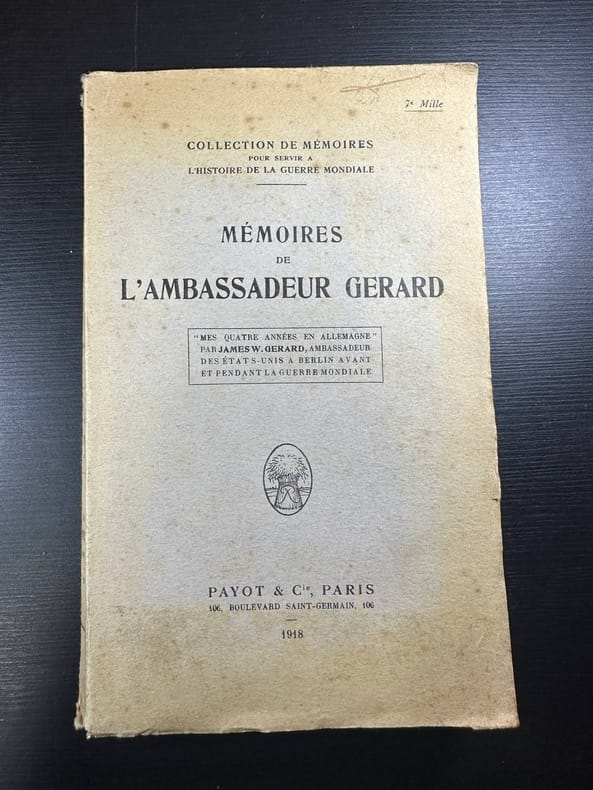 7e Mille
COLLECTION DE MÉMOIRES
POUR SERVIR A
L'HISTOIRE DE LA GUERRE MONDIALE
MÉMOIRES
DE
L'AMBASSADEUR GERARD
"MES QUATRE ANNÉES EN ALLEMAGNE"
PAR JAMES W. GERARD, AMBASSADEUR
DES ÉTATS-UNIS A BERLIN AVANT
ET PENDANT LA GUERRE MONDIALE
PAYOT & Cie, PARIS
106, BOULEVARD SAINT-GERMAIN, 106
1918